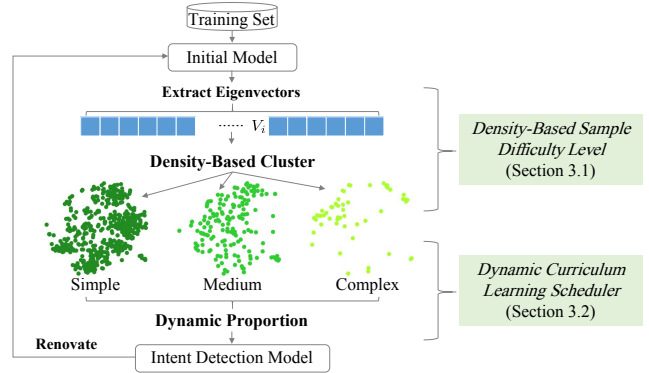 Training Set
Initial Model
Extract Eigenvectors
...... Vi
Density-Based Cluster
Simple Medium Complex
Dynamic Proportion
Renovate
Intent Detection Model
Density-Based Sample
Difficulty Level
(Section 3.1)
Dynamic Curriculum
Learning Scheduler
(Section 3.2)